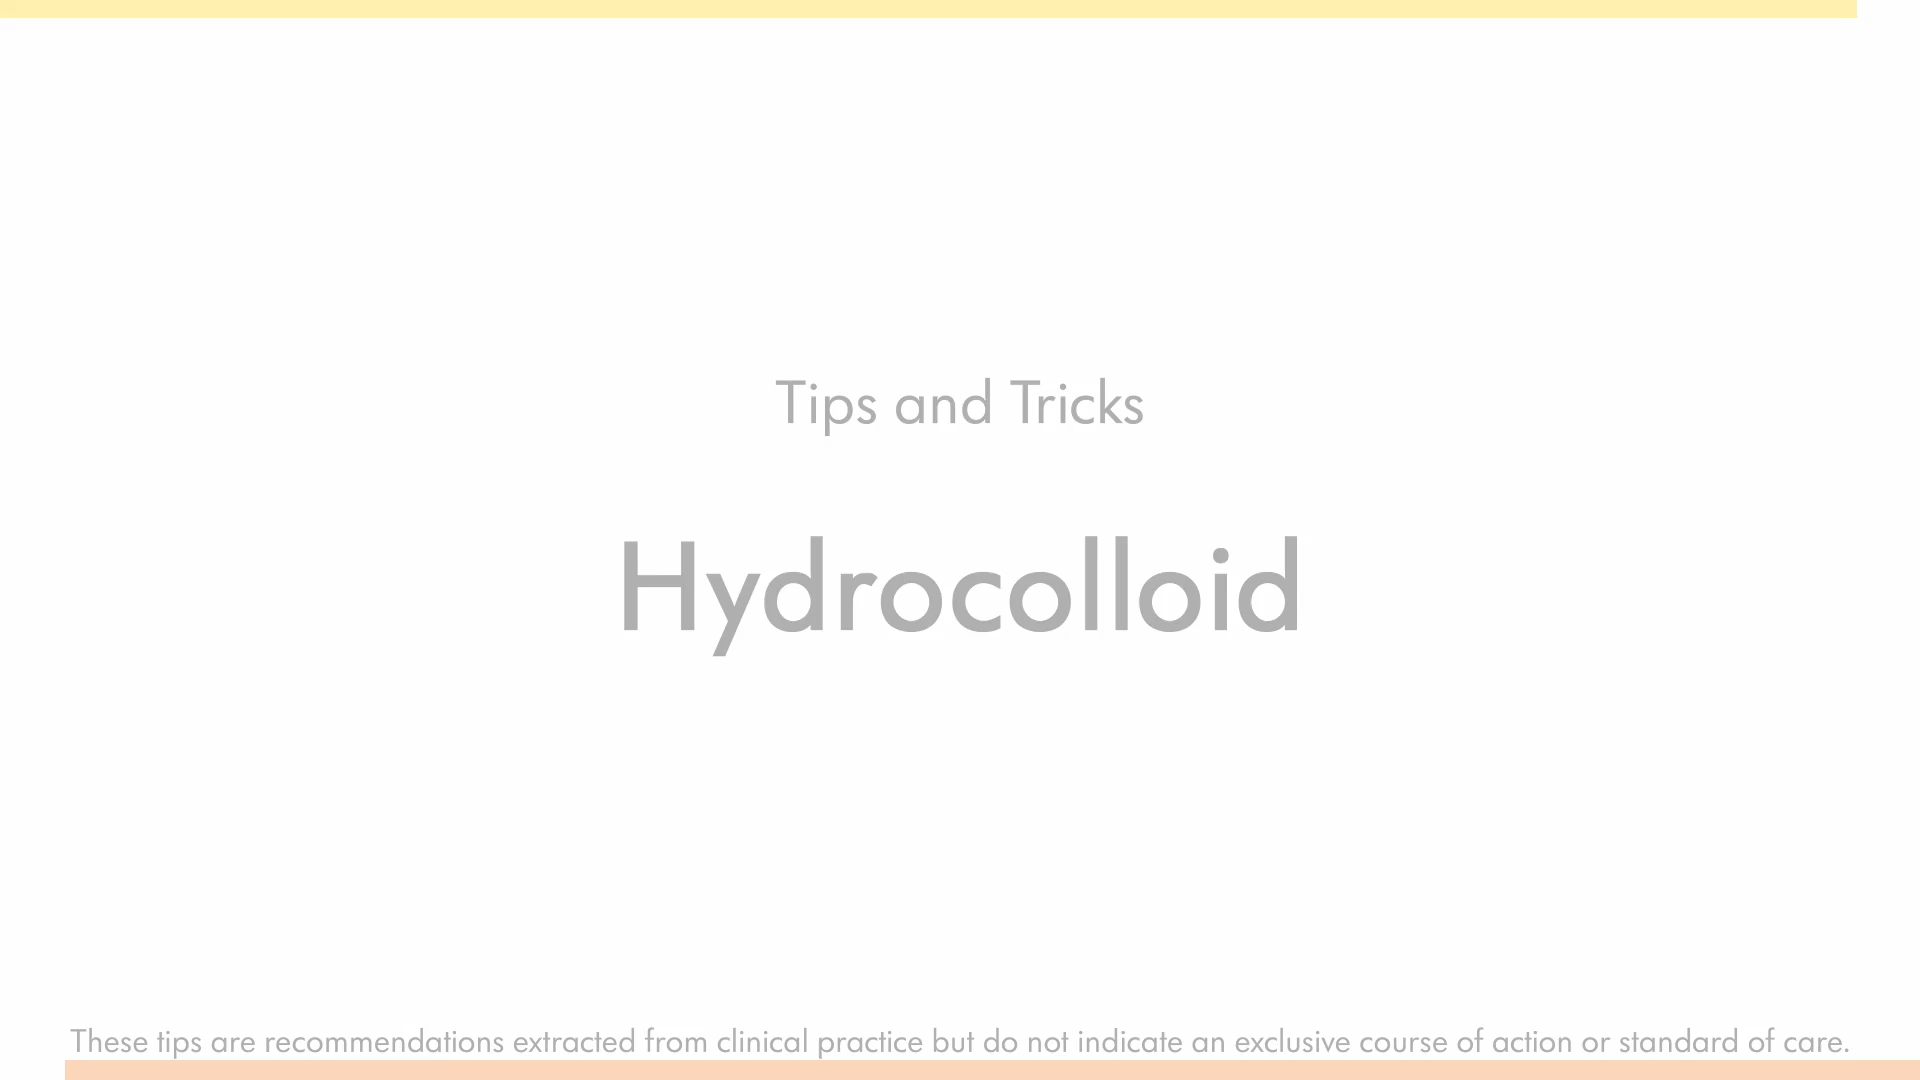 Tips and Tricks
Hydrocolloid
These tips are recommendations extracted from clinical practice but do not indicate an exclusive course of action or standard of care.